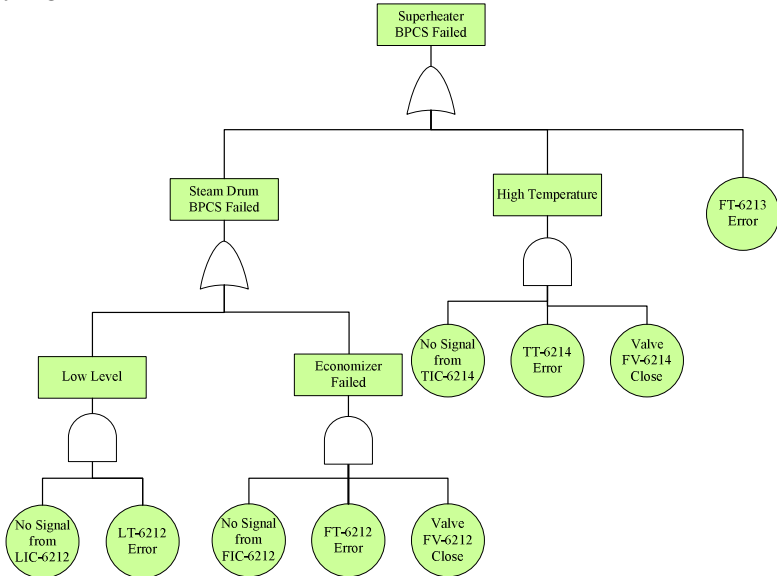 Superheater
BPCS Failed
Steam Drum
BPCS Failed
High Temperature
FT-6213
Error
Low Level
Economizer
Failed
No Signal
from
TIC-6214
TT-6214
Error
Valve
FV-6214
Close
No Signal
from
LIC-6212
LT-6212
Error
No Signal
from
FIC-6212
FT-6212
Error
Valve
FV-6212
Close